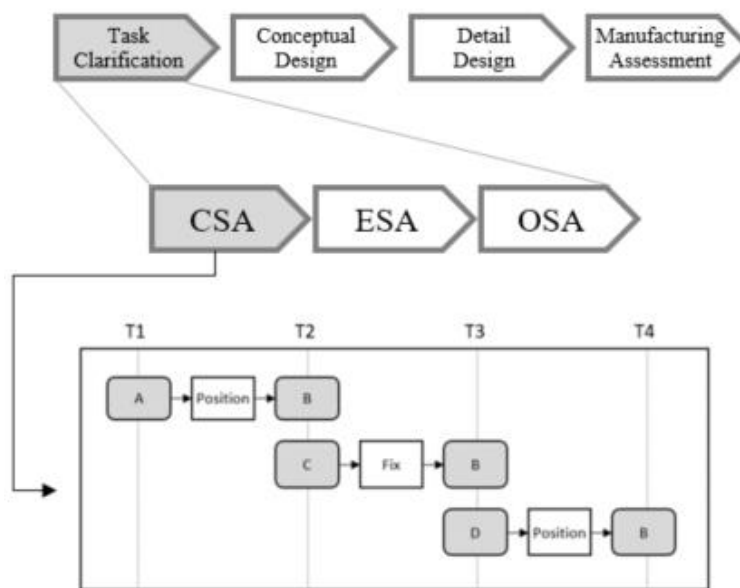 Task
Clarification
Conceptual
Design
Detail
Design
Manufacturing
Assessment
CSA
ESA
OSA
T1 T2 T3 T4
A Position B
C Fix B
D Position B